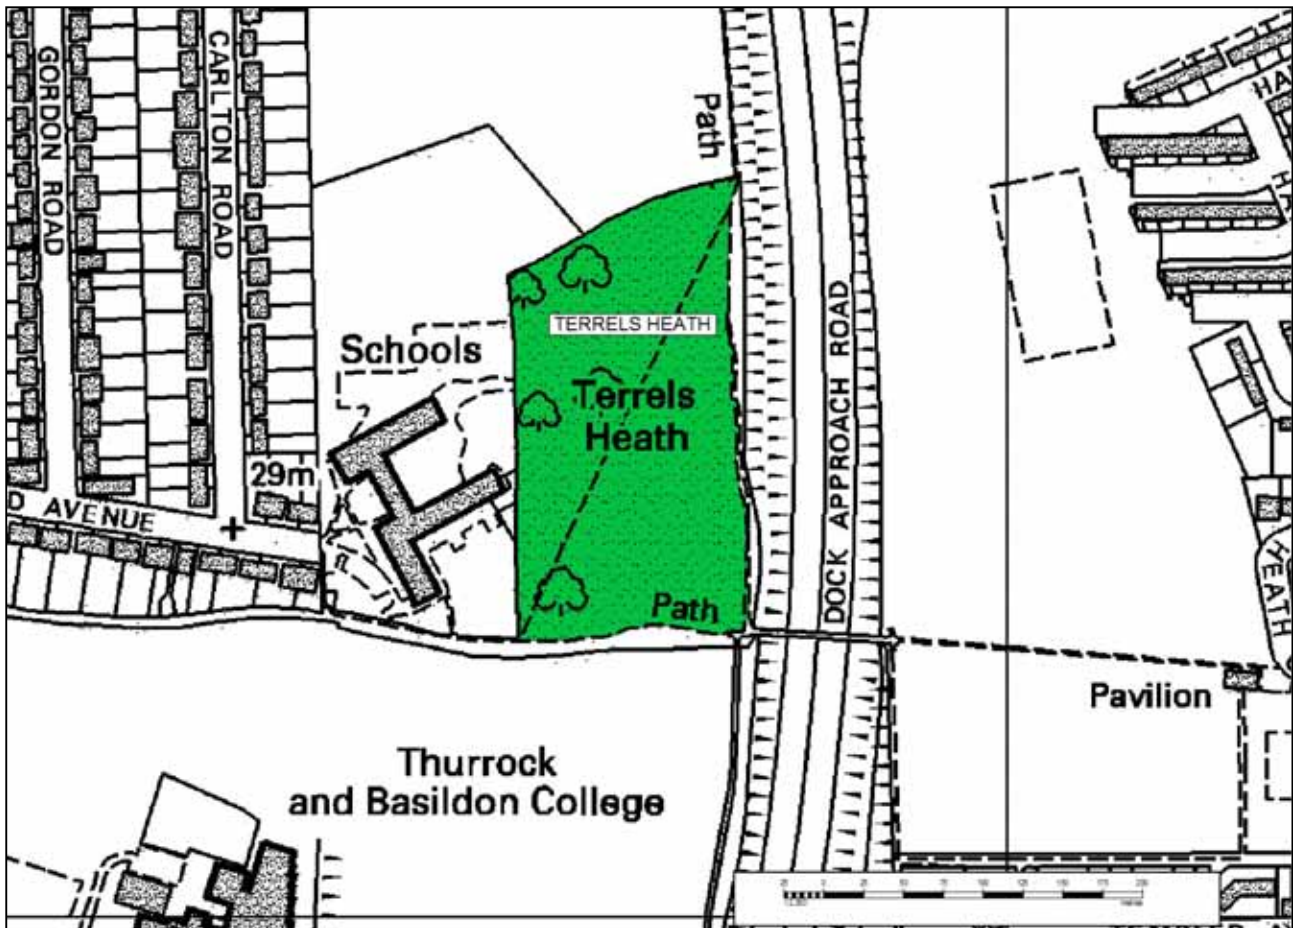 GORDON ROAD
CARLTON ROAD
Path
HA
TERRELS HEATH
Schools
Terrels
Heath
DOCK APPROACH ROAD
29m
D AVENUE
HEATH
Path
Pavilion
Thurrock
and Basildon College